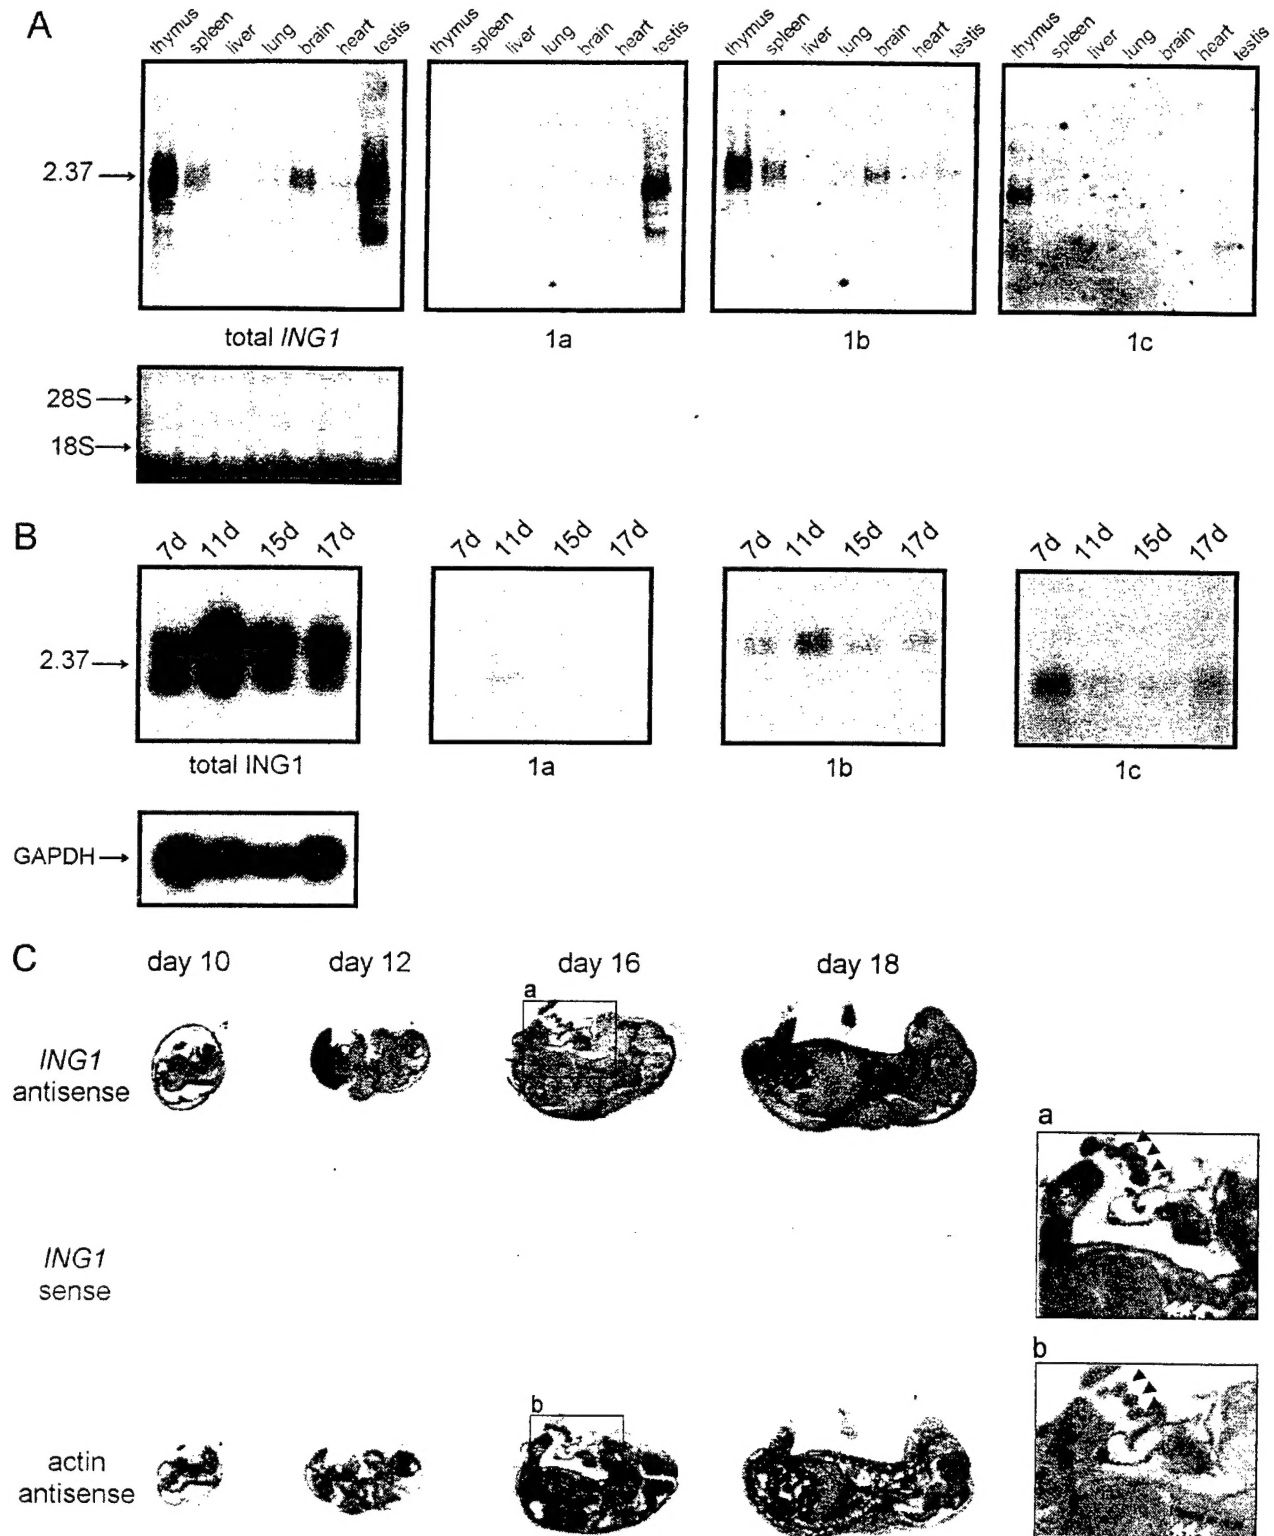 A
thymus spleen liver lung brain heart testis
thymus spleen liver lung brain heart testis
thymus spleen liver lung brain heart testis
thymus spleen liver lung brain heart testis
2.37
total ING1
1a
1b
1c
28S
18S
B
7d 11d 15d 17d
7d 11d 15d 17d
7d 11d 15d 17d
7d 11d 15d 17d
2.37
total ING1
1a
1b
1c
GAPDH
C
day 10
day 12
day 16
day 18
a
ING1
antisense
a
ING1
sense
b
b
actin
antisense